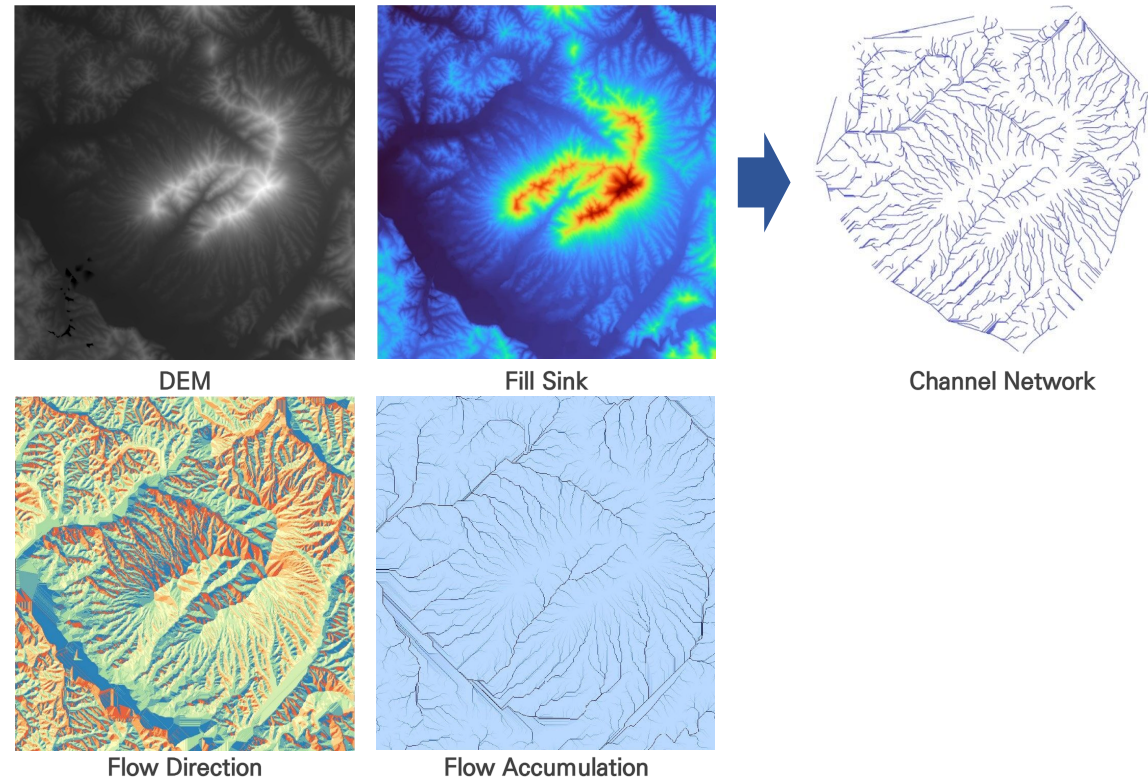 DEM
Fill Sink
Channel Network
Flow Direction
Flow Accumulation